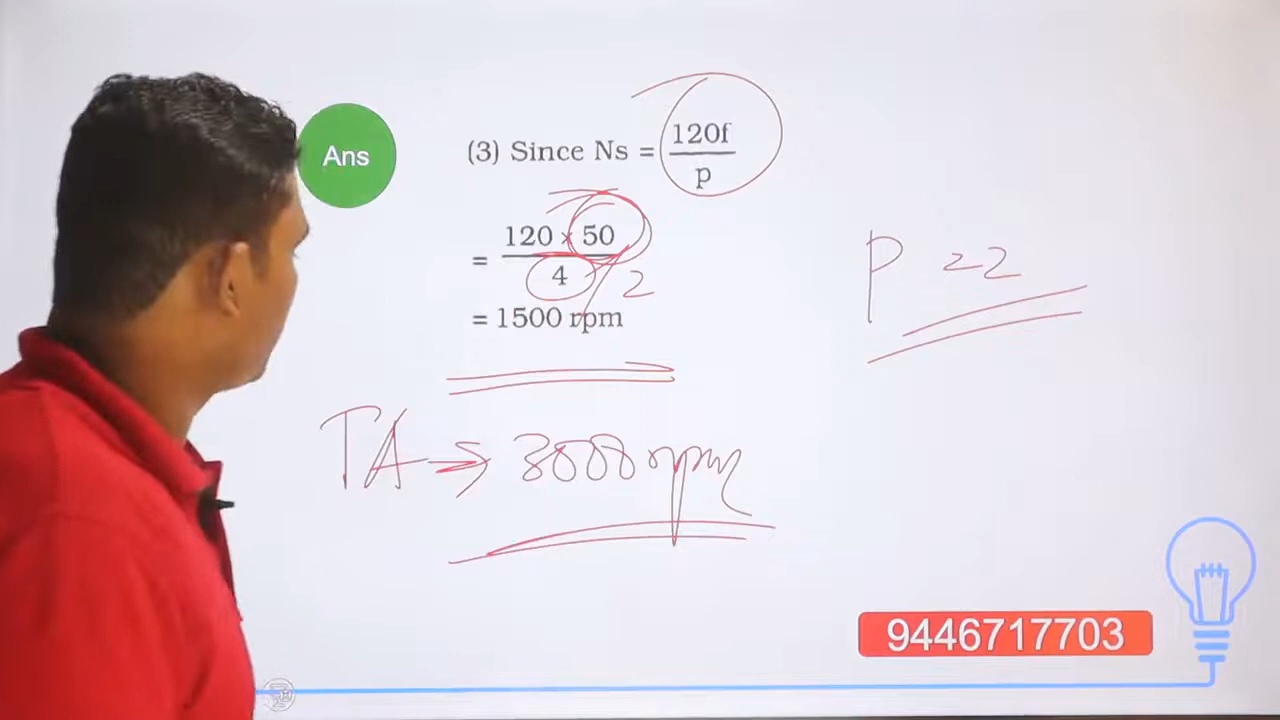 Ans
(3) Since Ns = 120f
p
= 120 × 50
4
2
= 1500 rpm
P = 2
TA → 3000 rpm
9446717703